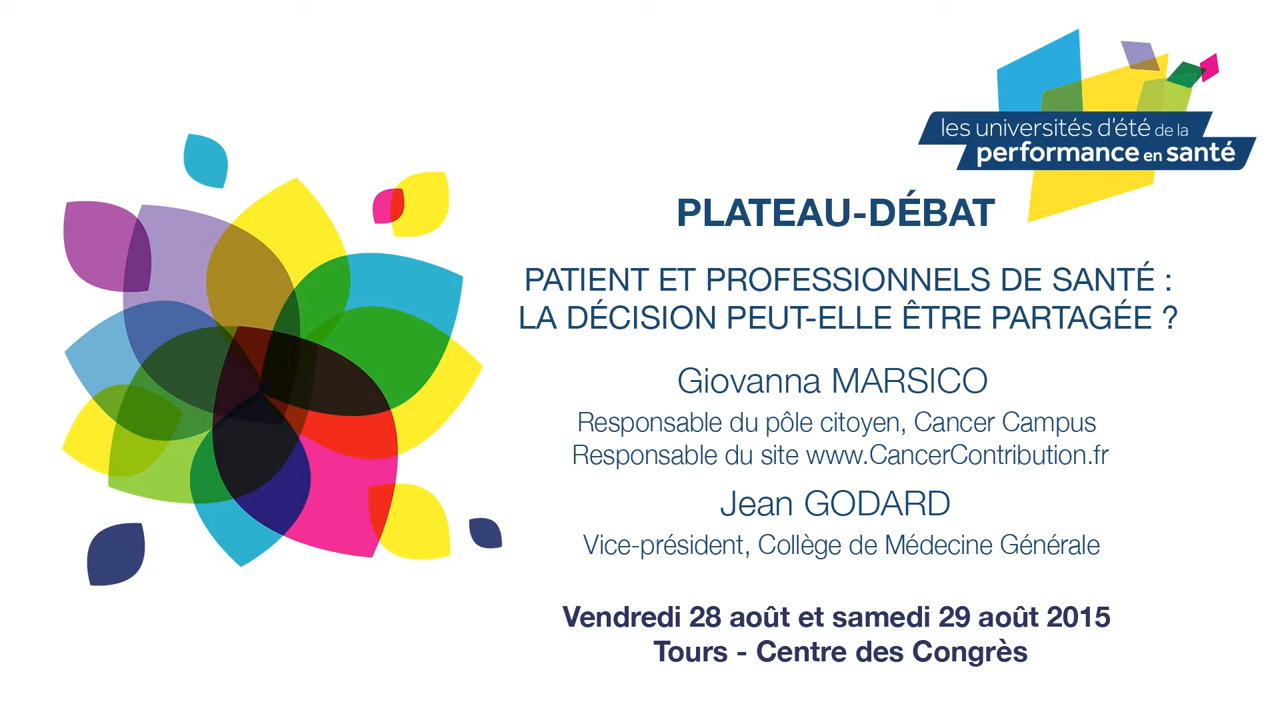 les universités d'été de la
performance en santé
PLATEAU-DÉBAT
PATIENT ET PROFESSIONNELS DE SANTÉ :
LA DÉCISION PEUT-ELLE ÊTRE PARTAGÉE ?
Giovanna MARSICO
Responsable du pôle citoyen, Cancer Campus
Responsable du site www.CancerContribution.fr
Jean GODARD
Vice-président, Collège de Médecine Générale
Vendredi 28 août et samedi 29 août 2015
Tours - Centre des Congrès